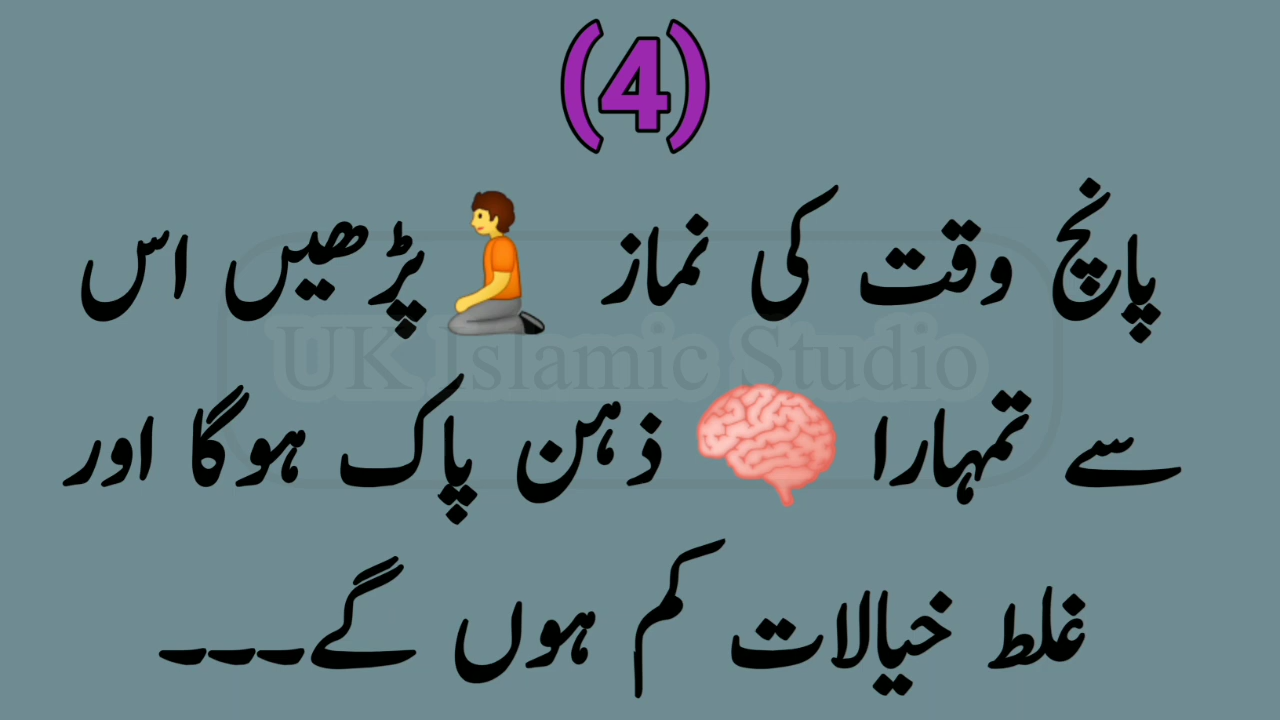 (4)
پانچ وقت کی نماز 🧎 پڑھیں اس
سے تمہارا 🧠 ذہن پاک ہوگا اور
غلط خیالات کم ہوں گے۔۔۔
UK Islamic Studio